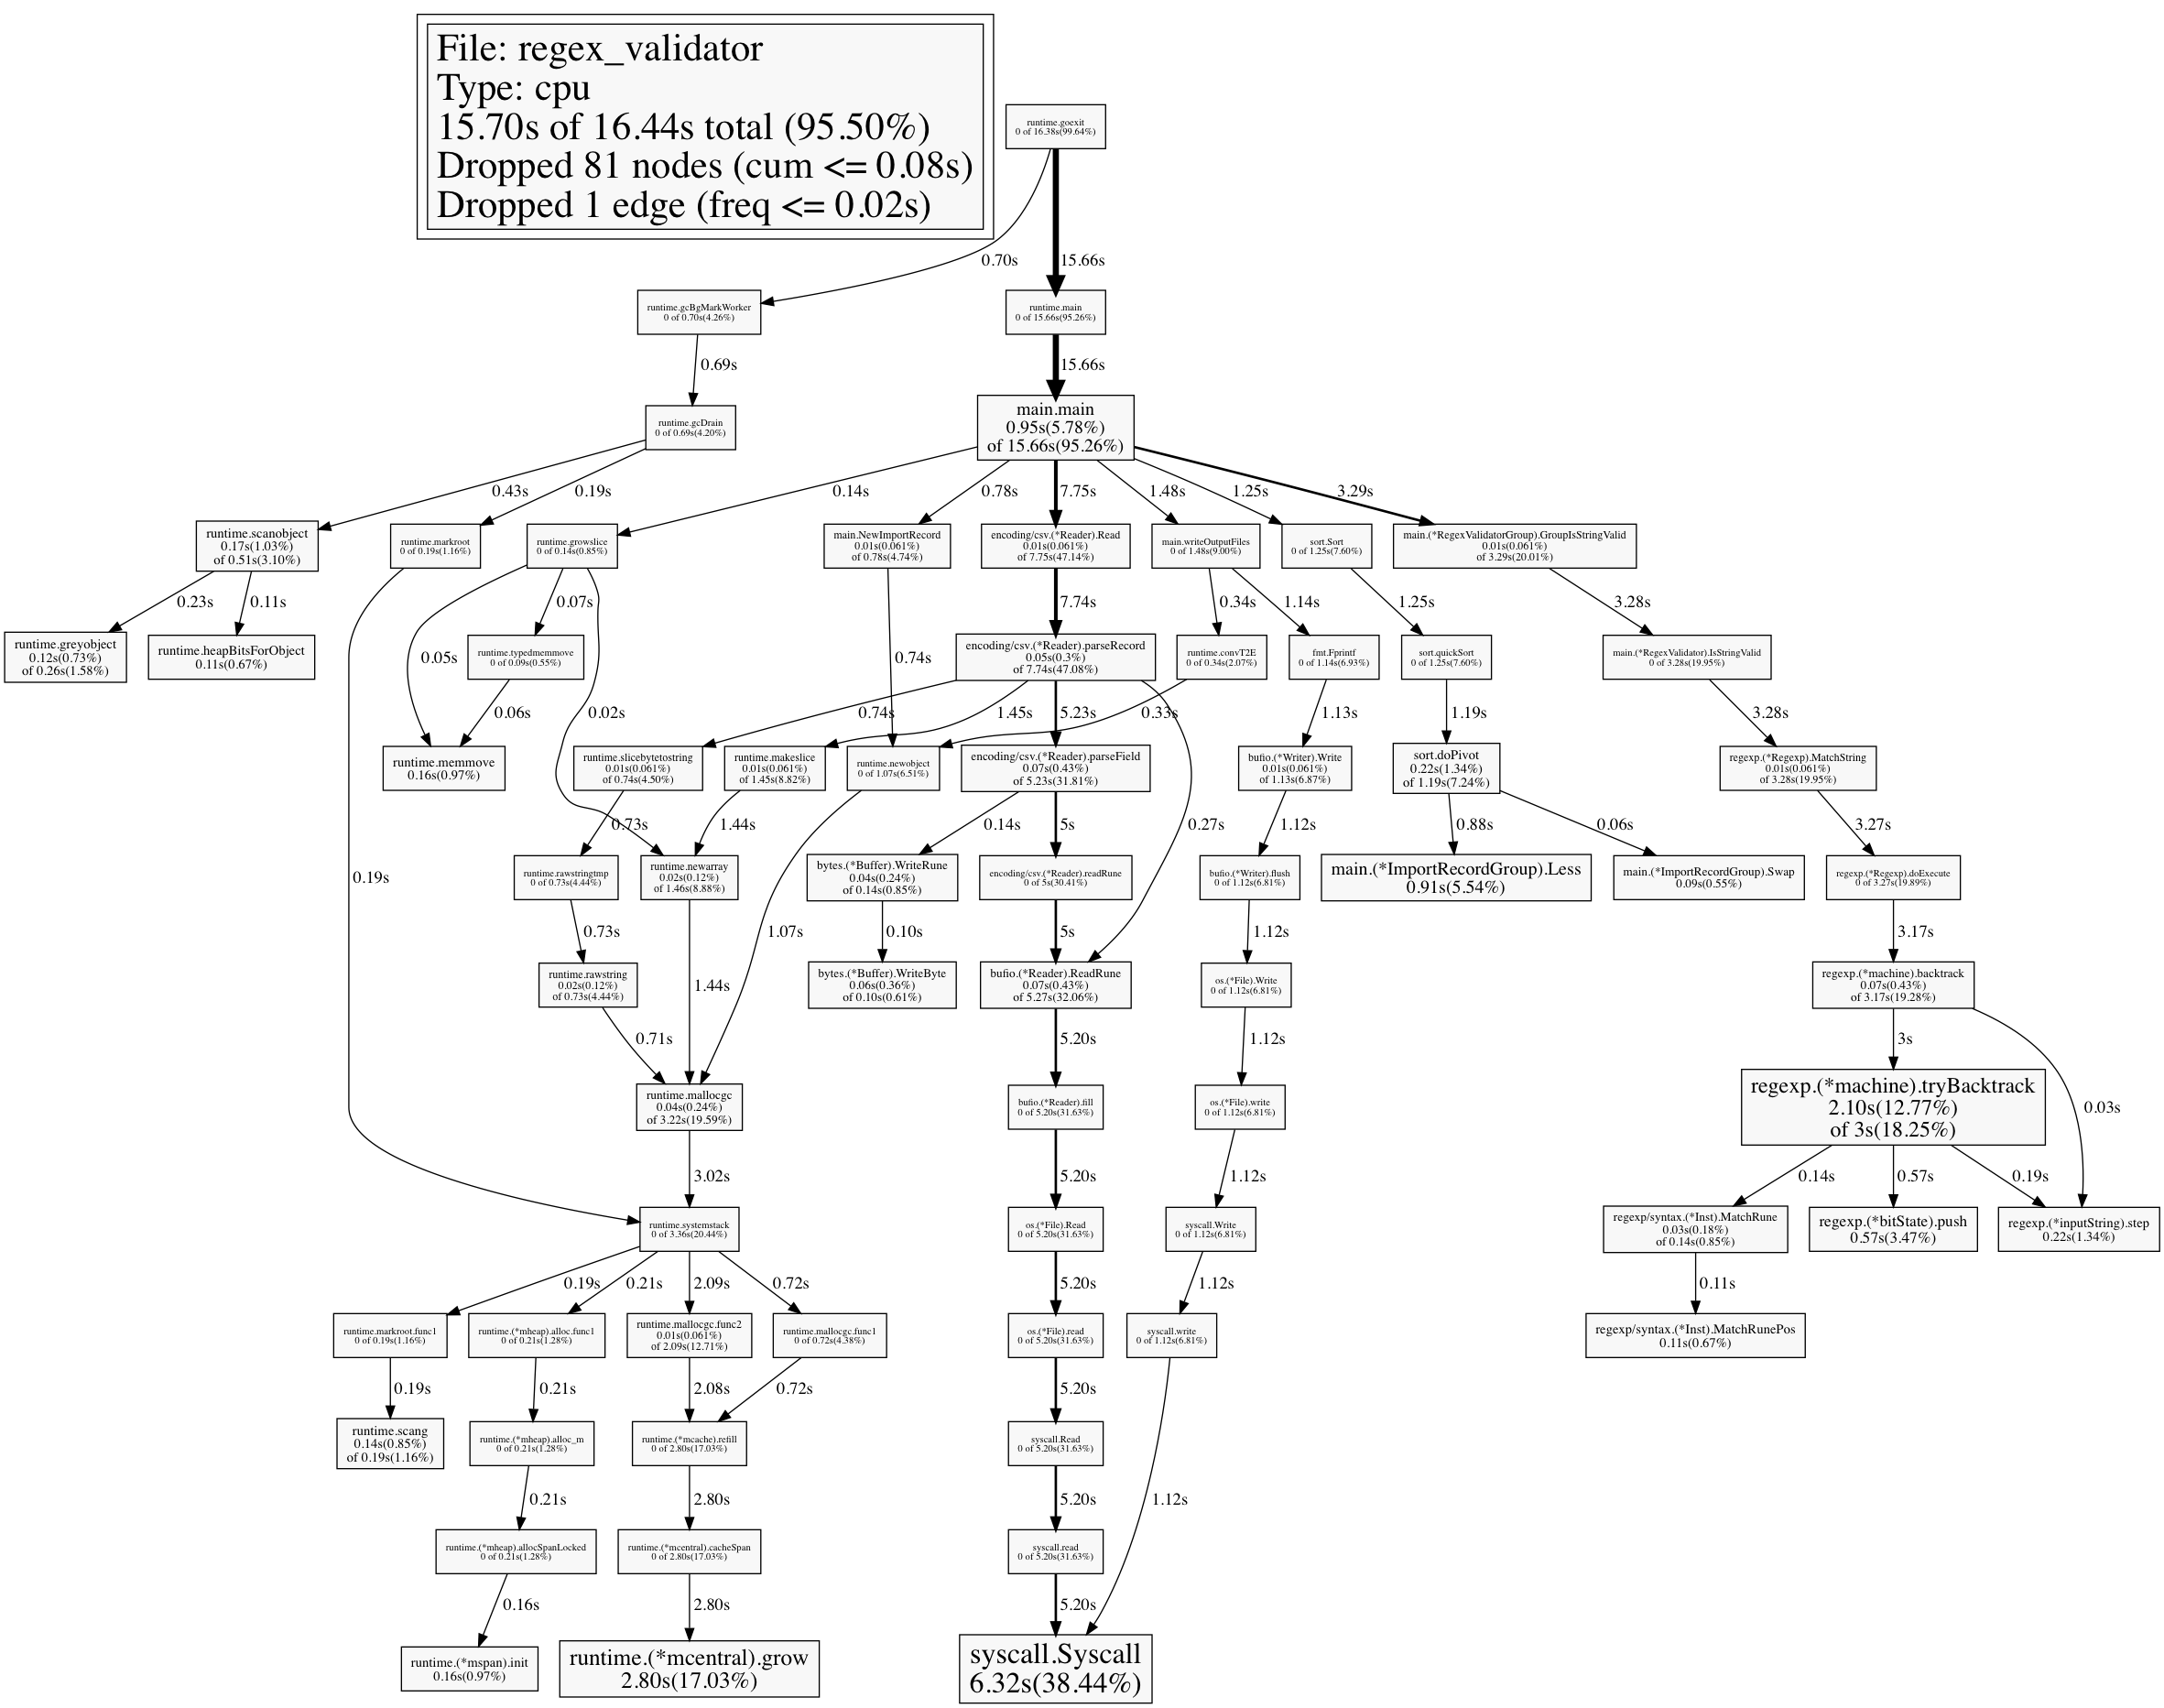 File: regex_validator
Type: cpu
15.70s of 16.44s total (95.50%)
Dropped 81 nodes (cum <= 0.08s)
Dropped 1 edge (freq <= 0.02s)
runtime.goexit
0 of 16.38s(99.64%)
0.70s
15.66s
runtime.gcBgMarkWorker
0 of 0.70s(4.26%)
runtime.main
0 of 15.66s(95.26%)
0.69s
15.66s
runtime.gcDrain
0 of 0.69s(4.20%)
main.main
0.95s(5.78%)
of 15.66s(95.26%)
0.43s
0.19s
0.14s
0.78s
7.75s
1.48s
1.25s
3.29s
runtime.scanobject
0.17s(1.03%)
of 0.51s(3.10%)
runtime.markroot
0 of 0.19s(1.16%)
runtime.growslice
0 of 0.14s(0.85%)
main.NewImportRecord
0.01s(0.061%)
of 0.78s(4.74%)
encoding/csv.(*Reader).Read
0.01s(0.061%)
of 7.75s(47.14%)
main.writeOutputFiles
0 of 1.48s(9.00%)
sort.Sort
0 of 1.25s(7.60%)
main.(*RegexValidatorGroup).GroupIsStringValid
0.01s(0.061%)
of 3.29s(20.01%)
0.23s
0.11s
0.07s
7.74s
0.34s
1.14s
1.25s
3.28s
runtime.greyobject
0.12s(0.73%)
of 0.26s(1.58%)
runtime.heapBitsForObject
0.11s(0.67%)
0.05s
runtime.typedmemmove
0 of 0.09s(0.55%)
0.74s
encoding/csv.(*Reader).parseRecord
0.05s(0.3%)
of 7.74s(47.08%)
runtime.convT2E
0 of 0.34s(2.07%)
fmt.Fprintf
0 of 1.14s(6.93%)
sort.quickSort
0 of 1.25s(7.60%)
main.(*RegexValidator).IsStringValid
0 of 3.28s(19.95%)
0.06s
0.02s
0.74s
1.45s
5.23s
0.33s
1.13s
1.19s
3.28s
runtime.memmove
0.16s(0.97%)
runtime.slicebytetostring
0.01s(0.061%)
of 0.74s(4.50%)
runtime.makeslice
0.01s(0.061%)
of 1.45s(8.82%)
runtime.newobject
0 of 1.07s(6.51%)
encoding/csv.(*Reader).parseField
0.07s(0.43%)
of 5.23s(31.81%)
bufio.(*Writer).Write
0.01s(0.061%)
of 1.13s(6.87%)
sort.doPivot
0.22s(1.34%)
of 1.19s(7.24%)
regexp.(*Regexp).MatchString
0.01s(0.061%)
of 3.28s(19.95%)
0.73s
1.44s
0.14s
5s
0.27s
1.12s
0.88s
0.06s
3.27s
0.19s
runtime.rawstringtmp
0 of 0.73s(4.44%)
runtime.newarray
0.02s(0.12%)
of 1.46s(8.88%)
bytes.(*Buffer).WriteRune
0.04s(0.24%)
of 0.14s(0.85%)
encoding/csv.(*Reader).readRune
0 of 5s(30.41%)
bufio.(*Writer).flush
0 of 1.12s(6.81%)
main.(*ImportRecordGroup).Less
0.91s(5.54%)
main.(*ImportRecordGroup).Swap
0.09s(0.55%)
regexp.(*Regexp).doExecute
0 of 3.27s(19.89%)
0.73s
1.07s
0.10s
5s
1.12s
3.17s
runtime.rawstring
0.02s(0.12%)
of 0.73s(4.44%)
1.44s
bytes.(*Buffer).WriteByte
0.06s(0.36%)
of 0.10s(0.61%)
bufio.(*Reader).ReadRune
0.07s(0.43%)
of 5.27s(32.06%)
os.(*File).Write
0 of 1.12s(6.81%)
regexp.(*machine).backtrack
0.07s(0.43%)
of 3.17s(19.28%)
0.71s
5.20s
1.12s
3s
runtime.mallocgc
0.04s(0.24%)
of 3.22s(19.59%)
bufio.(*Reader).fill
0 of 5.20s(31.63%)
os.(*File).write
0 of 1.12s(6.81%)
regexp.(*machine).tryBacktrack
2.10s(12.77%)
of 3s(18.25%)
0.03s
3.02s
5.20s
1.12s
0.14s
0.57s
0.19s
runtime.systemstack
0 of 3.36s(20.44%)
os.(*File).Read
0 of 5.20s(31.63%)
syscall.Write
0 of 1.12s(6.81%)
regexp/syntax.(*Inst).MatchRune
0.03s(0.18%)
of 0.14s(0.85%)
regexp.(*bitState).push
0.57s(3.47%)
regexp.(*inputString).step
0.22s(1.34%)
0.19s
0.21s
2.09s
0.72s
5.20s
1.12s
0.11s
runtime.markroot.func1
0 of 0.19s(1.16%)
runtime.(*mheap).alloc.func1
0 of 0.21s(1.28%)
runtime.mallocgc.func2
0.01s(0.061%)
of 2.09s(12.71%)
runtime.mallocgc.func1
0 of 0.72s(4.38%)
os.(*File).read
0 of 5.20s(31.63%)
syscall.write
0 of 1.12s(6.81%)
regexp/syntax.(*Inst).MatchRunePos
0.11s(0.67%)
0.19s
0.21s
2.08s
0.72s
5.20s
runtime.scang
0.14s(0.85%)
of 0.19s(1.16%)
runtime.(*mheap).alloc_m
0 of 0.21s(1.28%)
runtime.(*mcache).refill
0 of 2.80s(17.03%)
syscall.Read
0 of 5.20s(31.63%)
0.21s
2.80s
5.20s
1.12s
runtime.(*mheap).allocSpanLocked
0 of 0.21s(1.28%)
runtime.(*mcentral).cacheSpan
0 of 2.80s(17.03%)
syscall.read
0 of 5.20s(31.63%)
0.16s
2.80s
5.20s
runtime.(*mspan).init
0.16s(0.97%)
runtime.(*mcentral).grow
2.80s(17.03%)
syscall.Syscall
6.32s(38.44%)